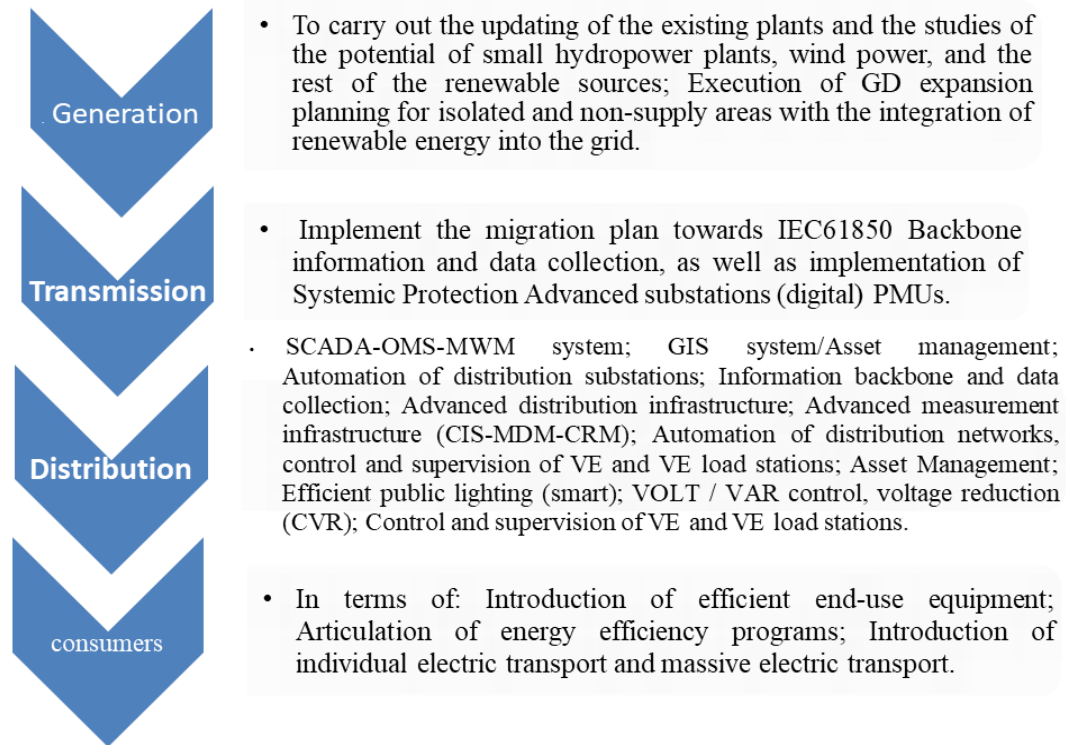 Generation
• To carry out the updating of the existing plants and the studies of
the potential of small hydropower plants, wind power, and the
rest of the renewable sources; Execution of GD expansion
planning for isolated and non-supply areas with the integration of
renewable energy into the grid.
Transmission
• Implement the migration plan towards IEC61850 Backbone
information and data collection, as well as implementation of
Systemic Protection Advanced substations (digital) PMUs.
Distribution
. SCADA-OMS-MWM system; GIS system/Asset management;
Automation of distribution substations; Information backbone and data
collection; Advanced distribution infrastructure; Advanced measurement
infrastructure (CIS-MDM-CRM); Automation of distribution networks,
control and supervision of VE and VE load stations; Asset Management;
Efficient public lighting (smart); VOLT / VAR control, voltage reduction
(CVR); Control and supervision of VE and VE load stations.
consumers
• In terms of: Introduction of efficient end-use equipment;
Articulation of energy efficiency programs; Introduction of
individual electric transport and massive electric transport.